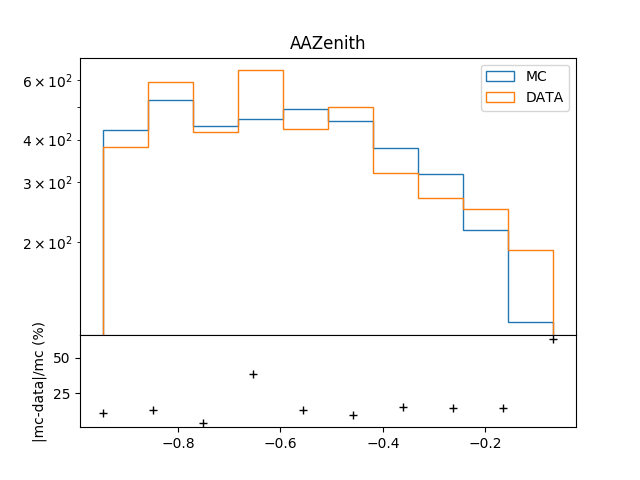 AAZenith
MC
DATA
6 × 10²
4 × 10²
3 × 10²
2 × 10²
|mc-data|/mc (%)
50
25
−0.8 −0.6 −0.4 −0.2